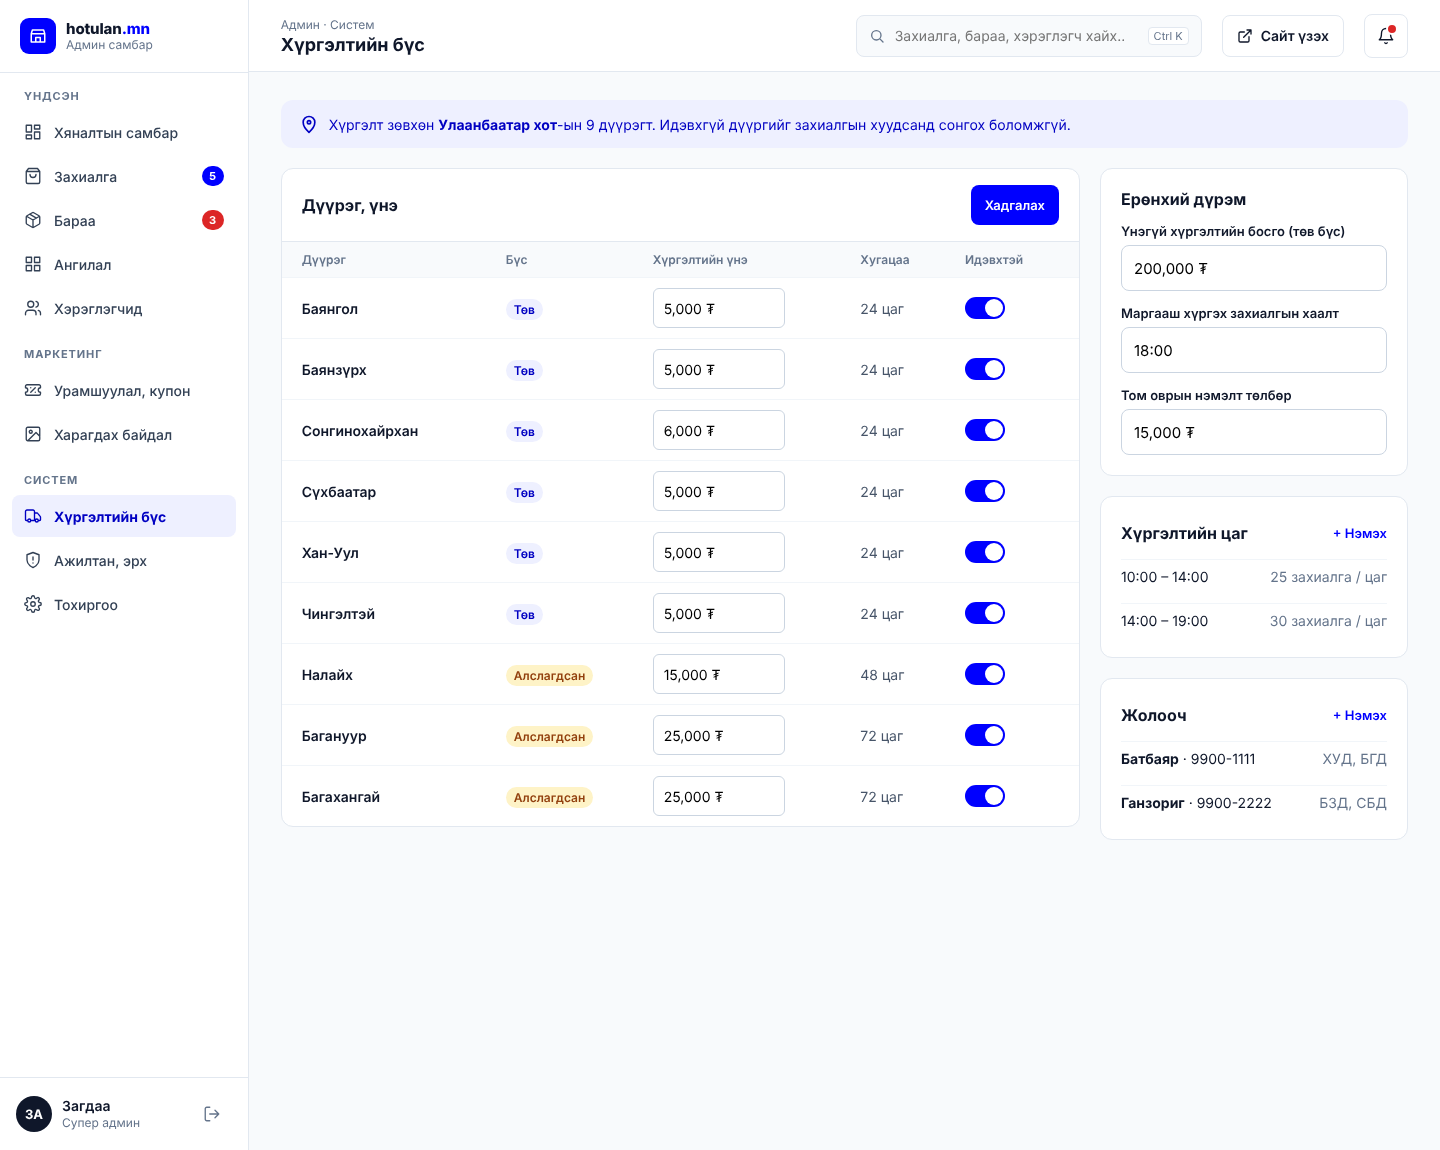 hotulan.mn
Админ самбар
ҮНДСЭН
Хяналтын самбар
Захиалга 5
Бараа 3
Ангилал
Хэрэглэгчид
МАРКЕТИНГ
Урамшуулал, купон
Харагдах байдал
СИСТЕМ
Хүргэлтийн бүс
Ажилтан, эрх
Тохиргоо
ЗА
Загдаа
Супер админ
Админ · Систем
Хүргэлтийн бүс
Захиалга, бараа, хэрэглэгч хайх.. Ctrl K
Сайт үзэх
Хүргэлт зөвхөн Улаанбаатар хот-ын 9 дүүрэгт. Идэвхгүй дүүргийг захиалгын хуудсанд сонгох боломжгүй.
Дүүрэг, үнэ
Хадгалах
Дүүрэг Бүс Хүргэлтийн үнэ Хугацаа Идэвхтэй
Баянгол Төв 5,000 ₮ 24 цаг
Баянзүрх Төв 5,000 ₮ 24 цаг
Сонгинохайрхан Төв 6,000 ₮ 24 цаг
Сүхбаатар Төв 5,000 ₮ 24 цаг
Хан-Уул Төв 5,000 ₮ 24 цаг
Чингэлтэй Төв 5,000 ₮ 24 цаг
Налайх Алслагдсан 15,000 ₮ 48 цаг
Багануур Алслагдсан 25,000 ₮ 72 цаг
Багахангай Алслагдсан 25,000 ₮ 72 цаг
Ерөнхий дүрэм
Үнэгүй хүргэлтийн босго (төв бүс)
200,000 ₮
Маргааш хүргэх захиалгын хаалт
18:00
Том оврын нэмэлт төлбөр
15,000 ₮
Хүргэлтийн цаг + Нэмэх
10:00 – 14:00 25 захиалга / цаг
14:00 – 19:00 30 захиалга / цаг
Жолооч + Нэмэх
Батбаяр · 9900-1111 ХУД, БГД
Ганзориг · 9900-2222 БЗД, СБД